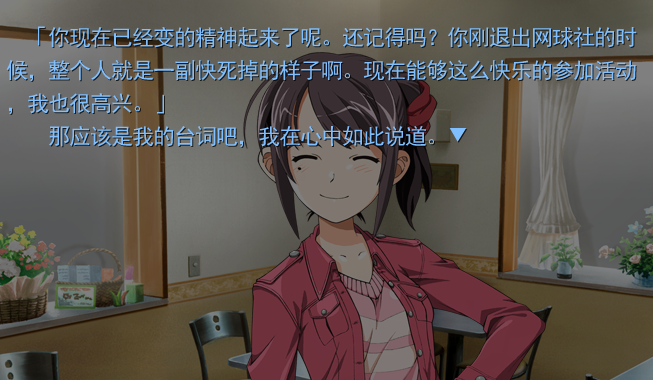 「你现在已经变的精神起来了呢。还记得吗？你刚退出网球社的时
候，整个人就是一副快死掉的样子啊。现在能够这么快乐的参加活动
，我也很高兴。」
那应该是我的台词吧，我在心中如此说道。▼